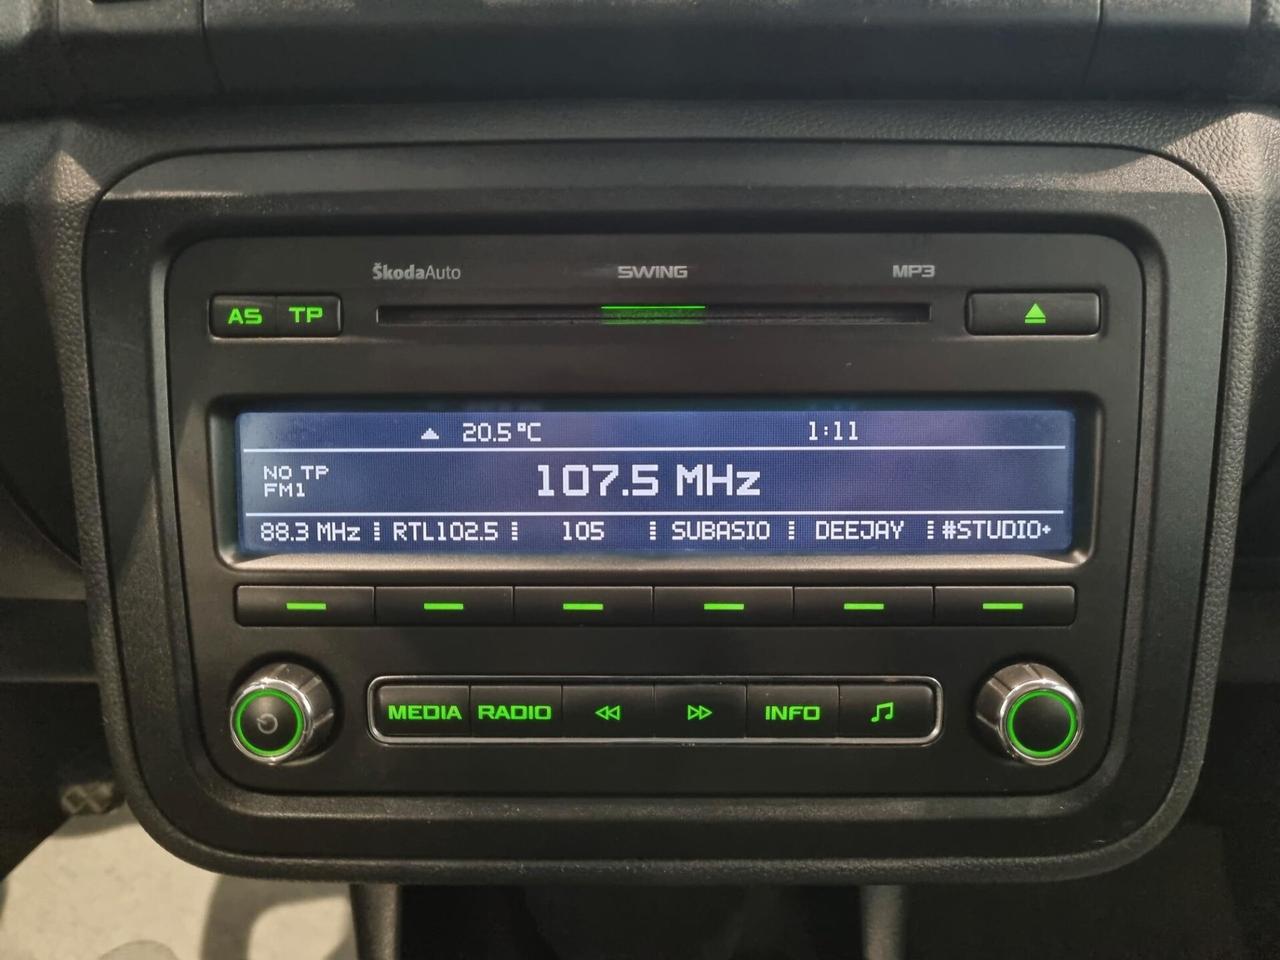 ŠkodaAuto SWING MP3
AS TP
20.5°C 1:11
NO TP
FM1
107.5 MHz
88.3 MHz RTL102.5 105 SUBASIO DEEJAY #STUDIO+
MEDIA RADIO INFO